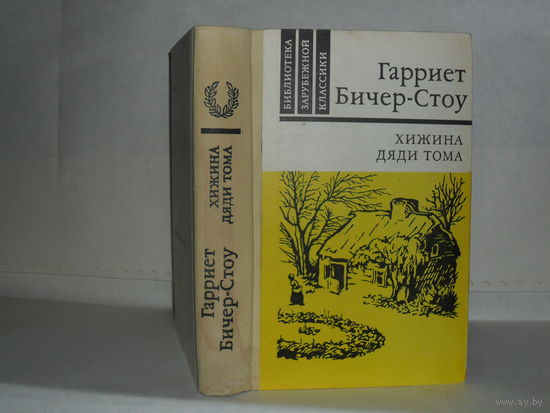 БИБЛИОТЕКА
ЗАРУБЕЖНОЙ
КЛАССИКИ
Гарриет
Бичер-Стоу
ХИЖИНА
ДЯДИ ТОМА
Гарриет
Бичер-Стоу
ХИЖИНА
ДЯДИ ТОМА
www.ay.by